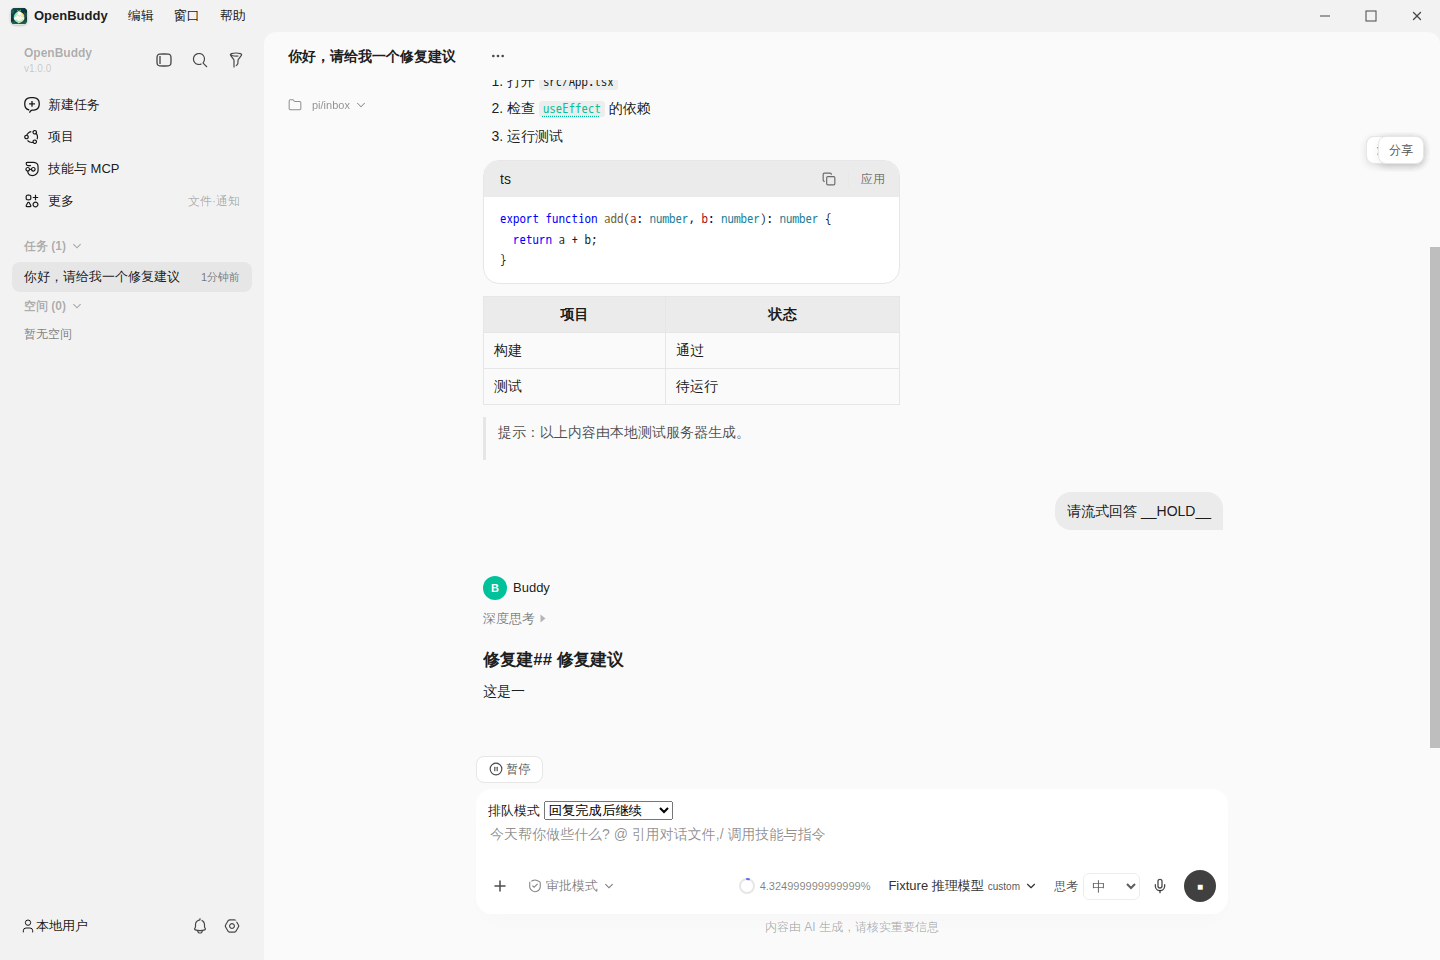 OpenBuddy 编辑 窗口 帮助
OpenBuddy
v1.0.0
新建任务
项目
技能与 MCP
更多 文件·通知
任务 (1)
你好，请给我一个修复建议 1分钟前
空间 (0)
暂无空间
本地用户
你好，请给我一个修复建议 ···
pi/inbox
1. 打开 src/App.tsx
2. 检查 useEffect 的依赖
3. 运行测试
分享
ts 应用
export function add(a: number, b: number): number {
return a + b;
}
项目 状态
构建 通过
测试 待运行
提示：以上内容由本地测试服务器生成。
请流式回答 __HOLD__
B Buddy
深度思考
修复建## 修复建议
这是一
暂停
排队模式 回复完成后继续
今天帮你做些什么? @ 引用对话文件,/ 调用技能与指令
审批模式 4.324999999999999% Fixture 推理模型 custom 思考 中
内容由 AI 生成，请核实重要信息